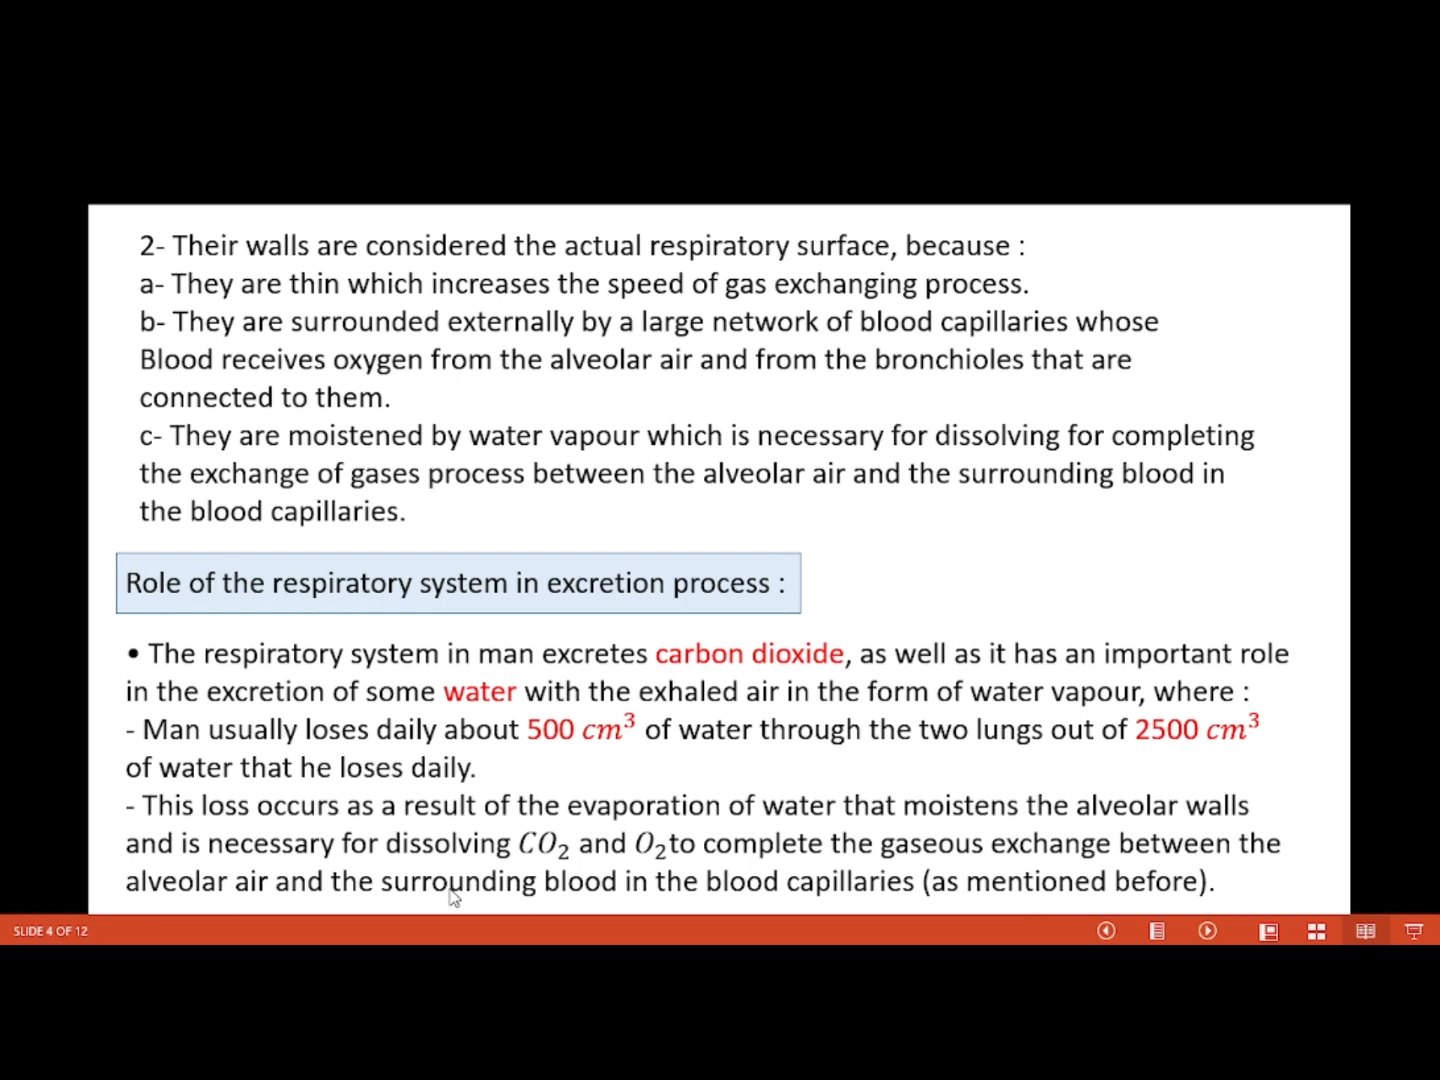 2- Their walls are considered the actual respiratory surface, because :
a- They are thin which increases the speed of gas exchanging process.
b- They are surrounded externally by a large network of blood capillaries whose
Blood receives oxygen from the alveolar air and from the bronchioles that are
connected to them.
c- They are moistened by water vapour which is necessary for dissolving for completing
the exchange of gases process between the alveolar air and the surrounding blood in
the blood capillaries.
Role of the respiratory system in excretion process :
• The respiratory system in man excretes carbon dioxide, as well as it has an important role
in the excretion of some water with the exhaled air in the form of water vapour, where :
- Man usually loses daily about 500 cm³ of water through the two lungs out of 2500 cm³
of water that he loses daily.
- This loss occurs as a result of the evaporation of water that moistens the alveolar walls
and is necessary for dissolving CO₂ and O₂to complete the gaseous exchange between the
alveolar air and the surrounding blood in the blood capillaries (as mentioned before).
SLIDE 4 OF 12